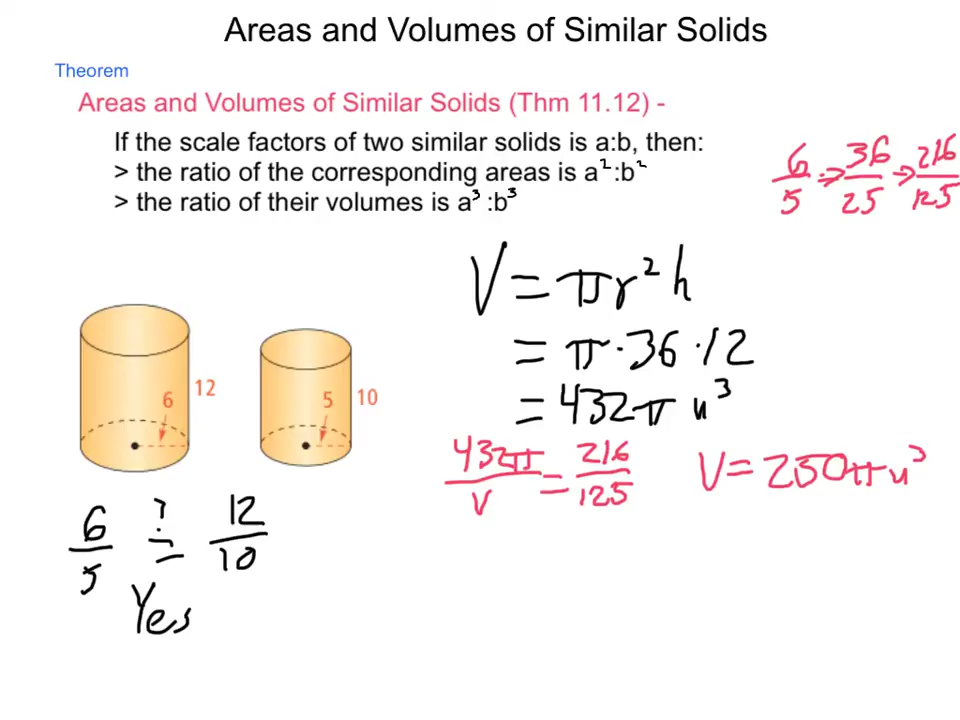 Areas and Volumes of Similar Solids
Theorem
Areas and Volumes of Similar Solids (Thm 11.12) -
If the scale factors of two similar solids is a:b, then:
> the ratio of the corresponding areas is a² :b²
> the ratio of their volumes is a³ :b³
6/5 => 36/25 => 216/125
V = πr²h
= π · 36 · 12
= 432π u³
432π/V = 216/125
V = 250π u³
12
6
10
5
6/5 ?= 12/10
Yes